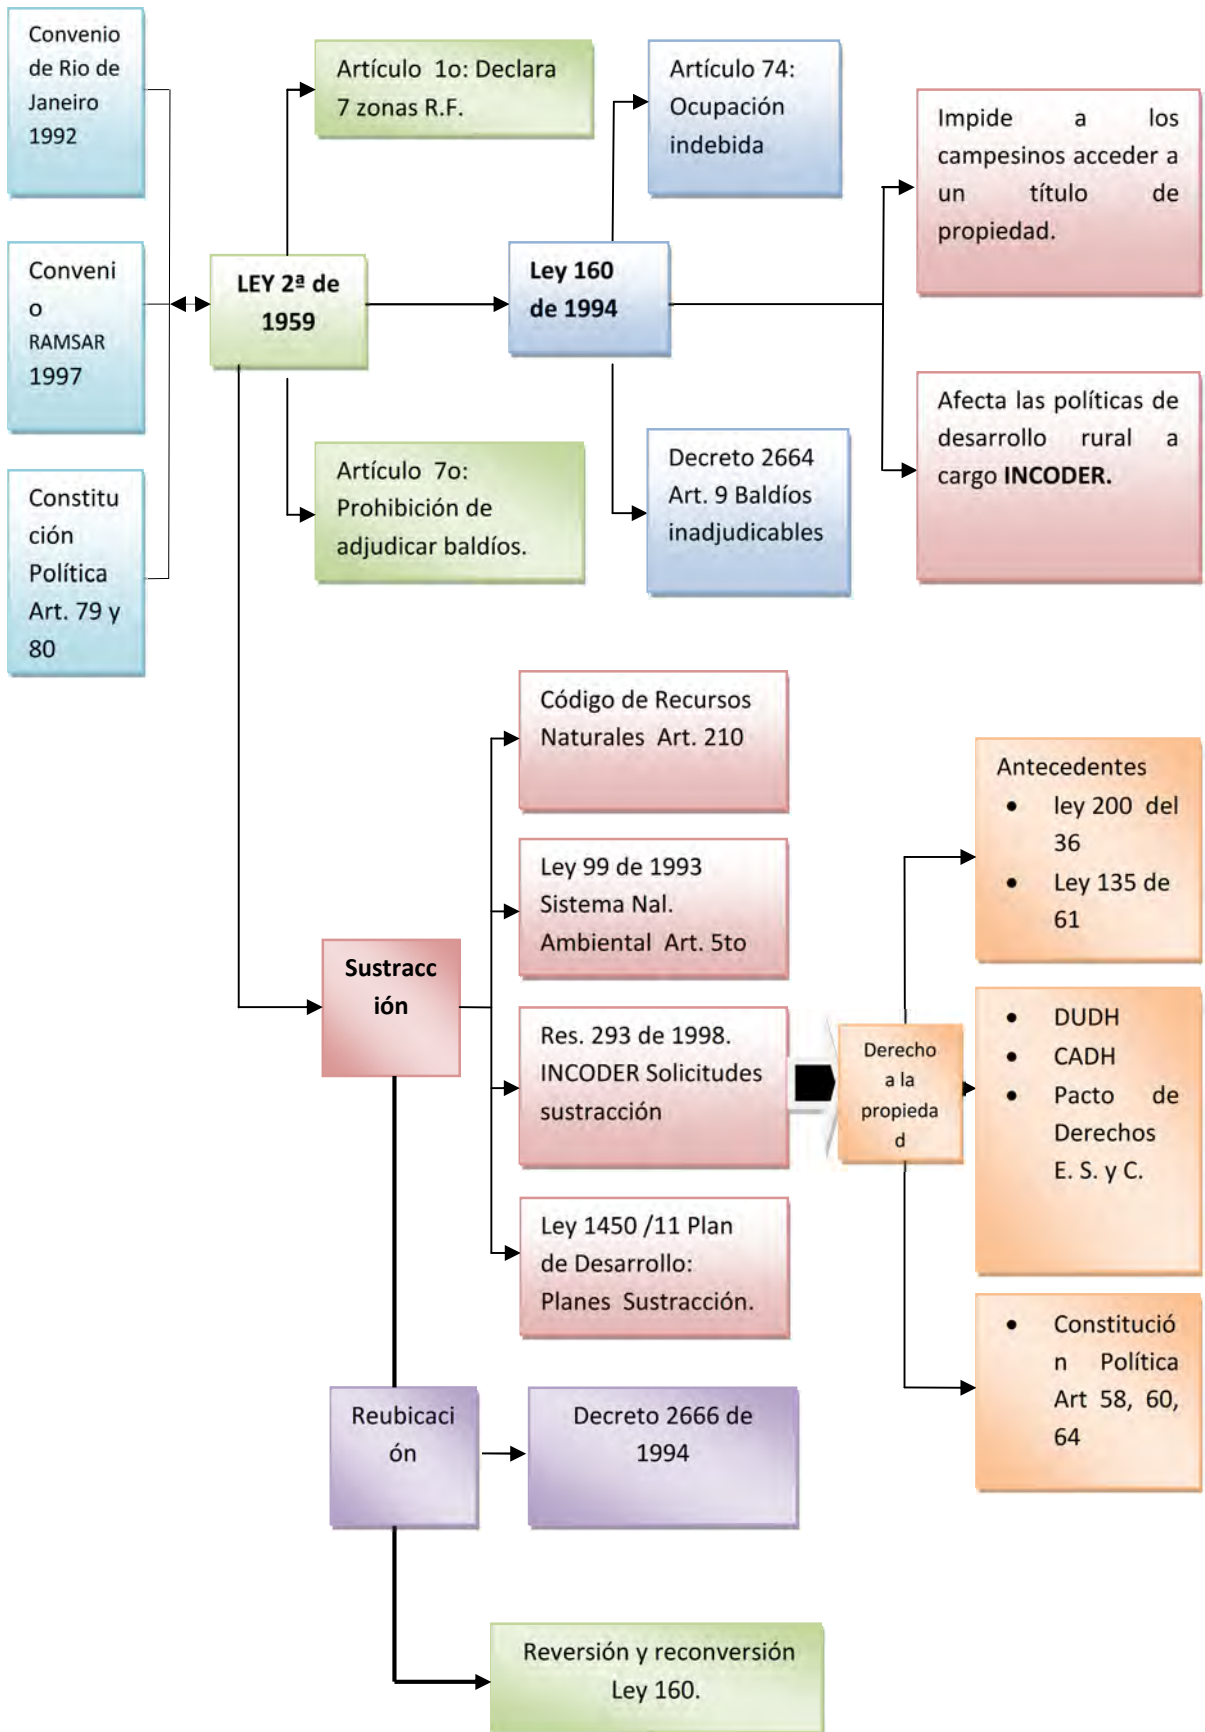 Convenio
de Rio de
Janeiro
1992
Conveni
o
RAMSAR
1997
Constitu
ción
Política
Art. 79 y
80
LEY 2ª de
1959
Artículo 1o: Declara
7 zonas R.F.
Artículo 7o:
Prohibición de
adjudicar baldíos.
Ley 160
de 1994
Artículo 74:
Ocupación
indebida
Decreto 2664
Art. 9 Baldíos
inadjudicables
Impide a los
campesinos acceder a
un título de
propiedad.
Afecta las políticas de
desarrollo rural a
cargo INCODER.
Sustracc
ión
Código de Recursos
Naturales Art. 210
Ley 99 de 1993
Sistema Nal.
Ambiental Art. 5to
Res. 293 de 1998.
INCODER Solicitudes
sustracción
Ley 1450 /11 Plan
de Desarrollo:
Planes Sustracción.
Derecho
a la
propieda
d
Antecedentes
• ley 200 del
36
• Ley 135 de
61
• DUDH
• CADH
• Pacto de
Derechos
E. S. y C.
• Constitució
n Política
Art 58, 60,
64
Reubicaci
ón
Decreto 2666 de
1994
Reversión y reconversión
Ley 160.